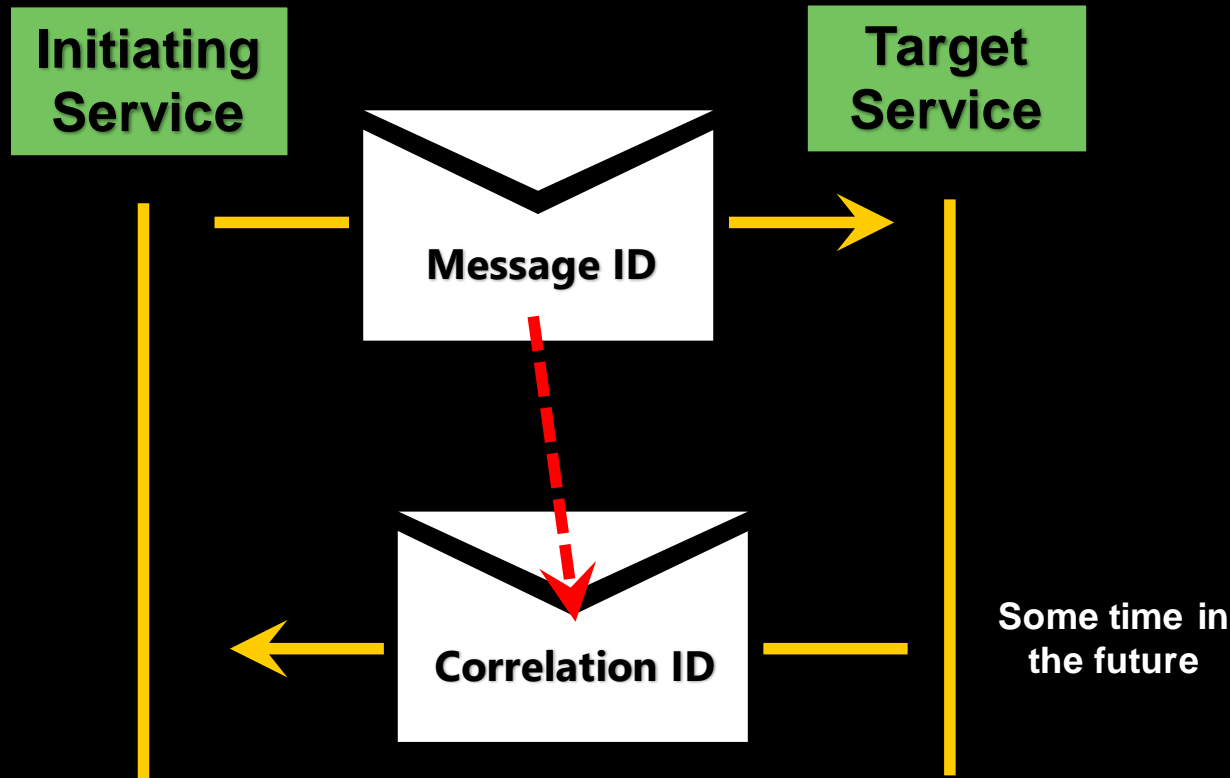 Initiating
Service
Target
Service
Message ID
Correlation ID
Some time in
the future